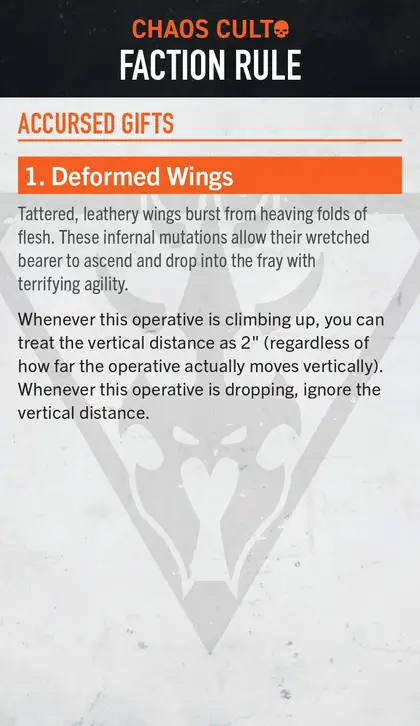 CHAOS CULT
FACTION RULE
ACCURSED GIFTS
1. Deformed Wings
Tattered, leathery wings burst from heaving folds of
flesh. These infernal mutations allow their wretched
bearer to ascend and drop into the fray with
terrifying agility.
Whenever this operative is climbing up, you can
treat the vertical distance as 2" (regardless of
how far the operative actually moves vertically).
Whenever this operative is dropping, ignore the
vertical distance.